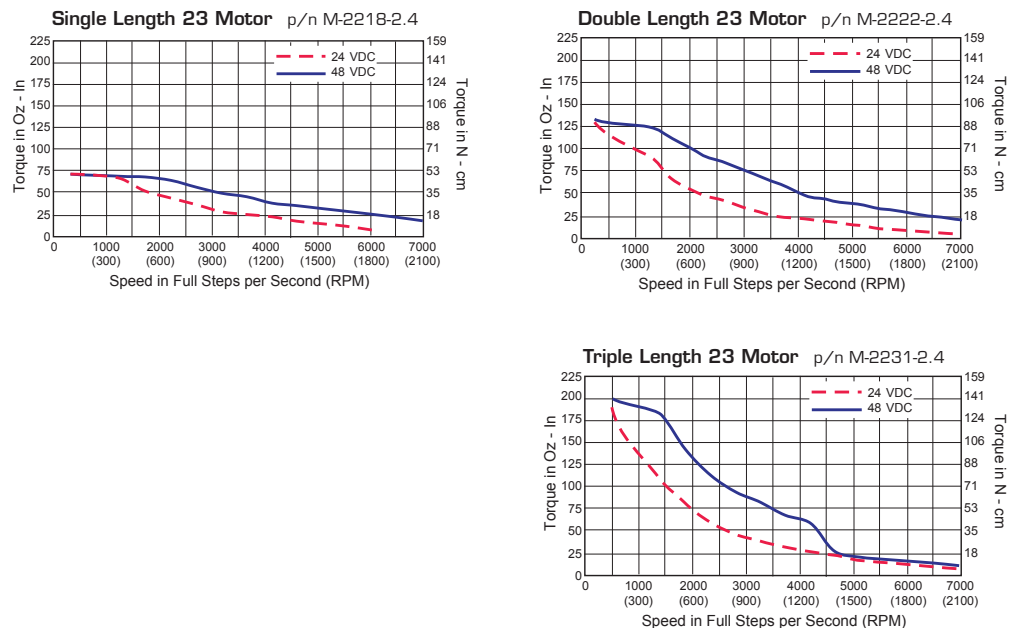 Single Length 23 Motor p/n M-2218-2.4
Torque in Oz - In
225
200
175
150
125
100
75
50
25
0
24 VDC
48 VDC
159
141
124
106
88
71
53
35
18
Torque in N - cm
0 1000 2000 3000 4000 5000 6000 7000
(300) (600) (900) (1200) (1500) (1800) (2100)
Speed in Full Steps per Second (RPM)
Double Length 23 Motor p/n M-2222-2.4
Torque in Oz - In
225
200
175
150
125
100
75
50
25
0
24 VDC
48 VDC
159
141
124
106
88
71
53
35
18
Torque in N - cm
0 1000 2000 3000 4000 5000 6000 7000
(300) (600) (900) (1200) (1500) (1800) (2100)
Speed in Full Steps per Second (RPM)
Triple Length 23 Motor p/n M-2231-2.4
Torque in Oz - In
225
200
175
150
125
100
75
50
25
0
24 VDC
48 VDC
159
141
124
106
88
71
53
35
18
Torque in N - cm
0 1000 2000 3000 4000 5000 6000 7000
(300) (600) (900) (1200) (1500) (1800) (2100)
Speed in Full Steps per Second (RPM)